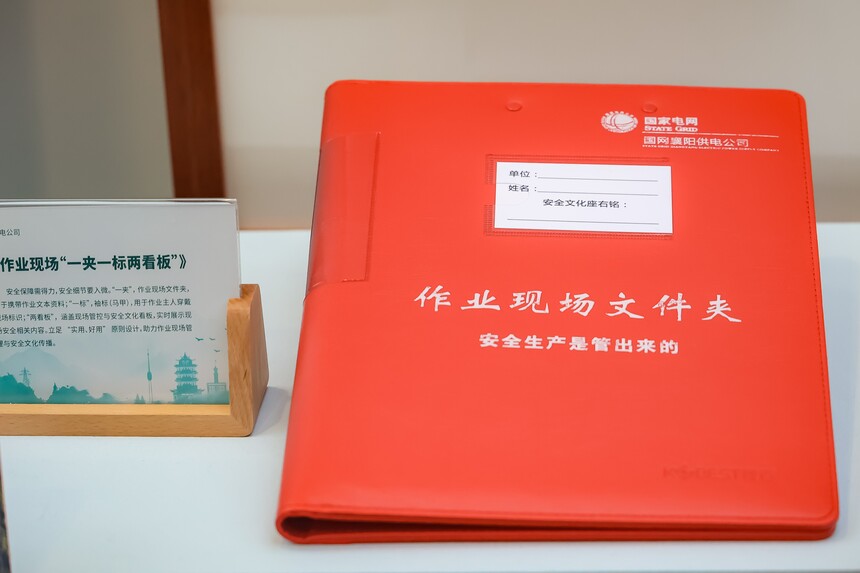 电公司
作业现场“一夹一标两看板”》
安全保障需得力,安全细节要入微。“一夹”,作业现场文件夹,
于携带作业文本资料;“一标”,袖标(马甲),用于作业主人穿戴
场标识;“两看板”,涵盖现场管控与安全文化看板,实时展示现
安全相关内容。立足“实用、好用”原则设计,助力作业现场管
与安全文化传播。
国家电网
STATE GRID
国网襄阳供电公司
单位:
姓名:
安全文化座右铭:
作业现场文件夹
安全生产是管出来的